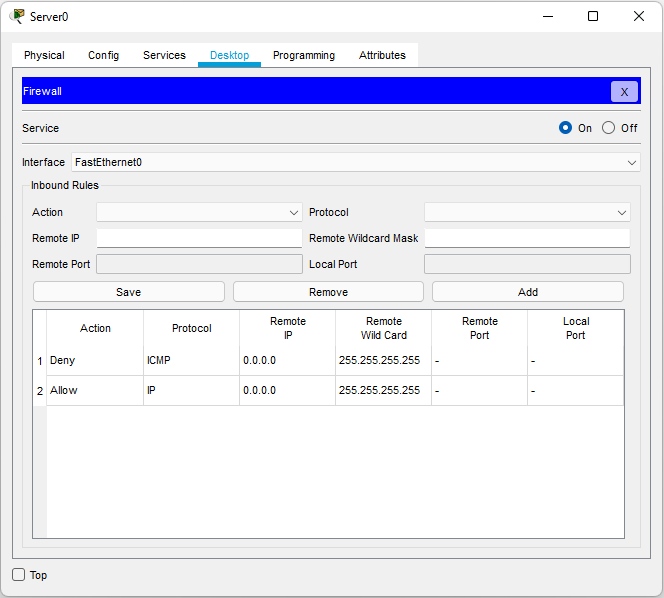 Server0
Physical Config Services Desktop Programming Attributes
Firewall X
Service On Off
Interface FastEthernet0
Inbound Rules
Action Protocol
Remote IP Remote Wildcard Mask
Remote Port Local Port
Save Remove Add
Action Protocol Remote IP Remote Wild Card Remote Port Local Port
1 Deny ICMP 0.0.0.0 255.255.255.255 - -
2 Allow IP 0.0.0.0 255.255.255.255 - -
Top